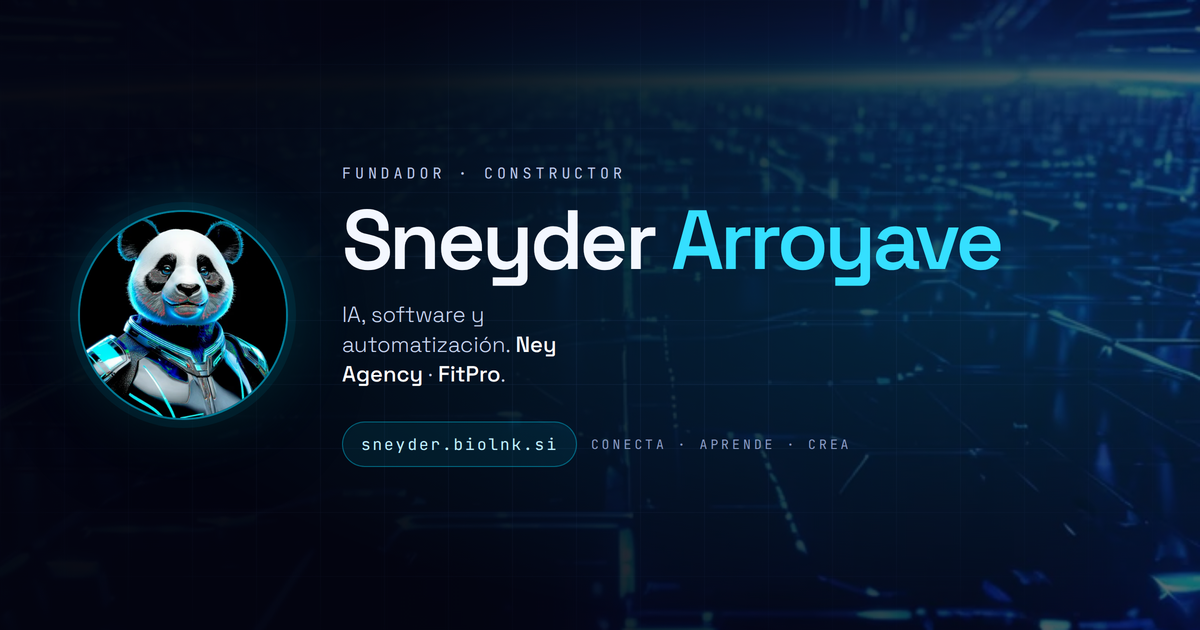 FUNDADOR · CONSTRUCTOR
Sneyder Arroyave
IA, software y
automatización. Ney
Agency · FitPro.
sneyder.biolnk.si
CONECTA · APRENDE · CREA